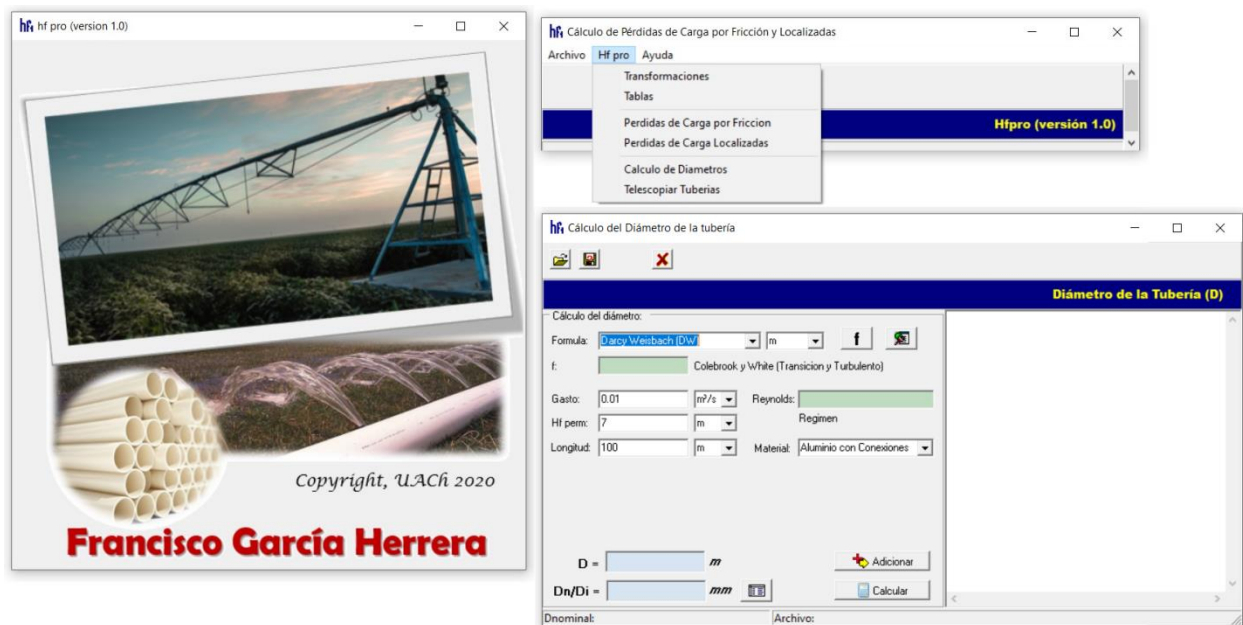 hf₁ hf pro (version 1.0)
Copyright, UACh 2020
Francisco García Herrera
hf₁ Cálculo de Pérdidas de Carga por Fricción y Localizadas
Archivo Hf pro Ayuda
Transformaciones
Tablas
Perdidas de Carga por Friccion
Perdidas de Carga Localizadas
Calculo de Diametros
Telescopiar Tuberias
Hfpro (versión 1.0)
hf₁ Cálculo del Diámetro de la tubería
Diámetro de la Tubería (D)
Cálculo del diámetro:
Formula: Darcy Weisbach (DW) m f
f: Colebrook y White (Transicion y Turbulento)
Gasto: 0.01 m³/s Reynolds:
Hf perm: 7 m Regimen
Longitud: 100 m Material: Aluminio con Conexiones
D = m Adicionar
Dn/Di = mm Calcular
Dnominal: Archivo: